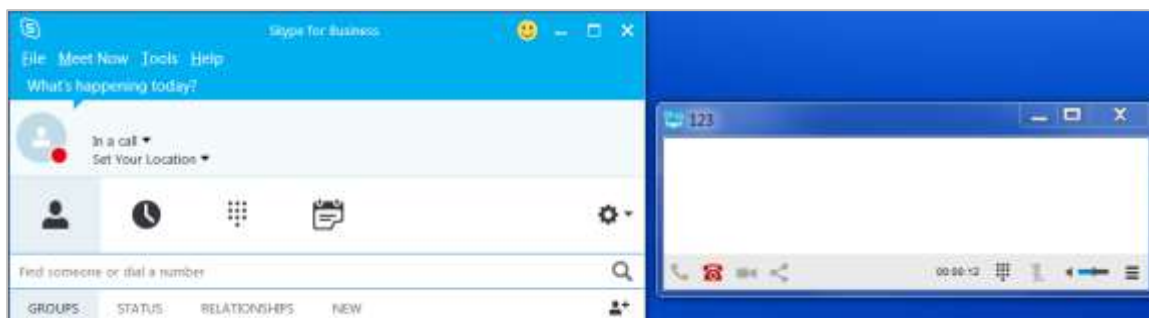 Skype for Business
File Meet Now Tools Help
What's happening today?
In a call
Set Your Location
Find someone or dial a number
GROUPS STATUS RELATIONSHIPS NEW
123
00:00:12